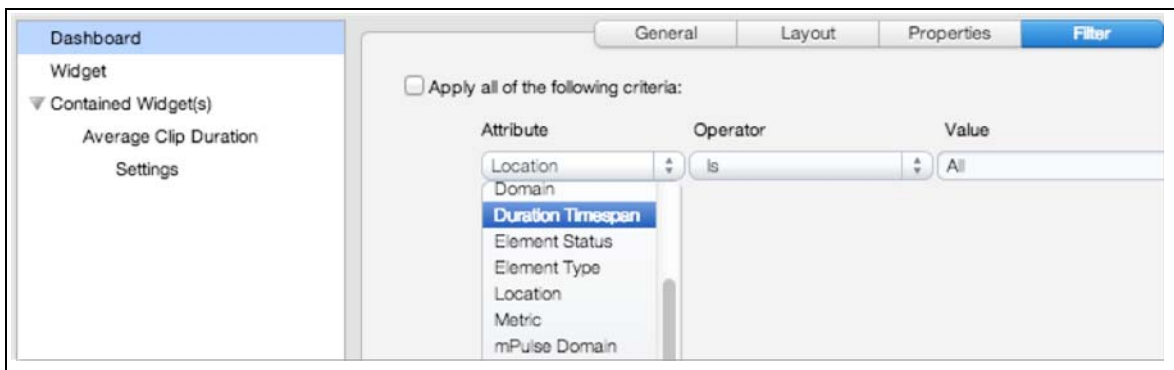 Dashboard
Widget
Contained Widget(s)
Average Clip Duration
Settings
General Layout Properties Filter
Apply all of the following criteria:
Attribute Operator Value
Location Is All
Domain
Duration Timespan
Element Status
Element Type
Location
Metric
mPulse Domain